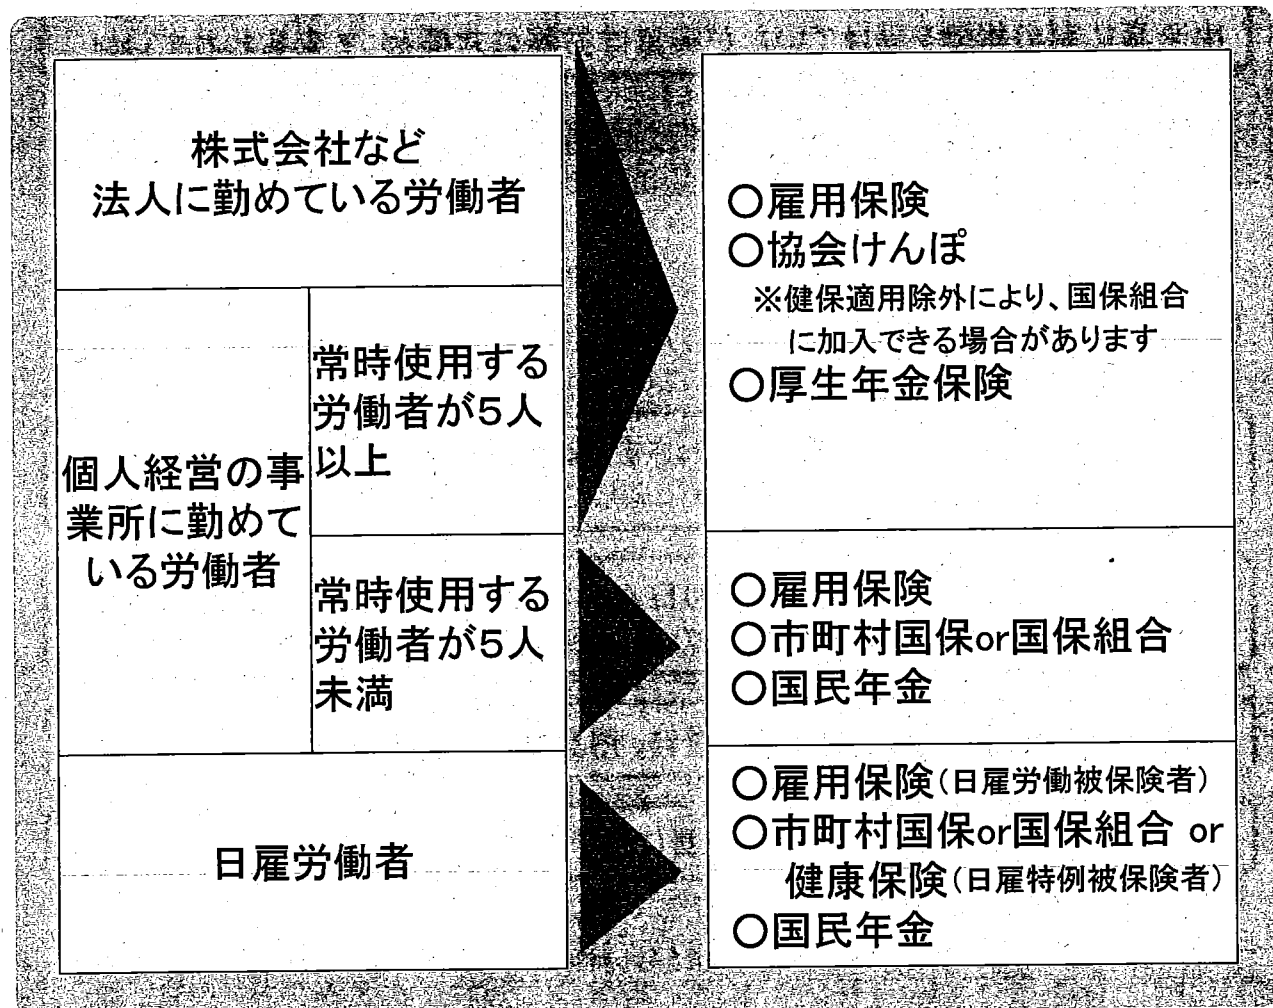 株式会社など
法人に勤めている労働者
個人経営の事
業所に勤めて
いる労働者
常時使用する
労働者が5人
以上
常時使用する
労働者が5人
未満
日雇労働者
○雇用保険
○協会けんぽ
※健保適用除外により、国保組合
に加入できる場合があります
○厚生年金保険
○雇用保険
○市町村国保or国保組合
○国民年金
○雇用保険(日雇労働被保険者)
○市町村国保or国保組合 or
健康保険(日雇特例被保険者)
○国民年金